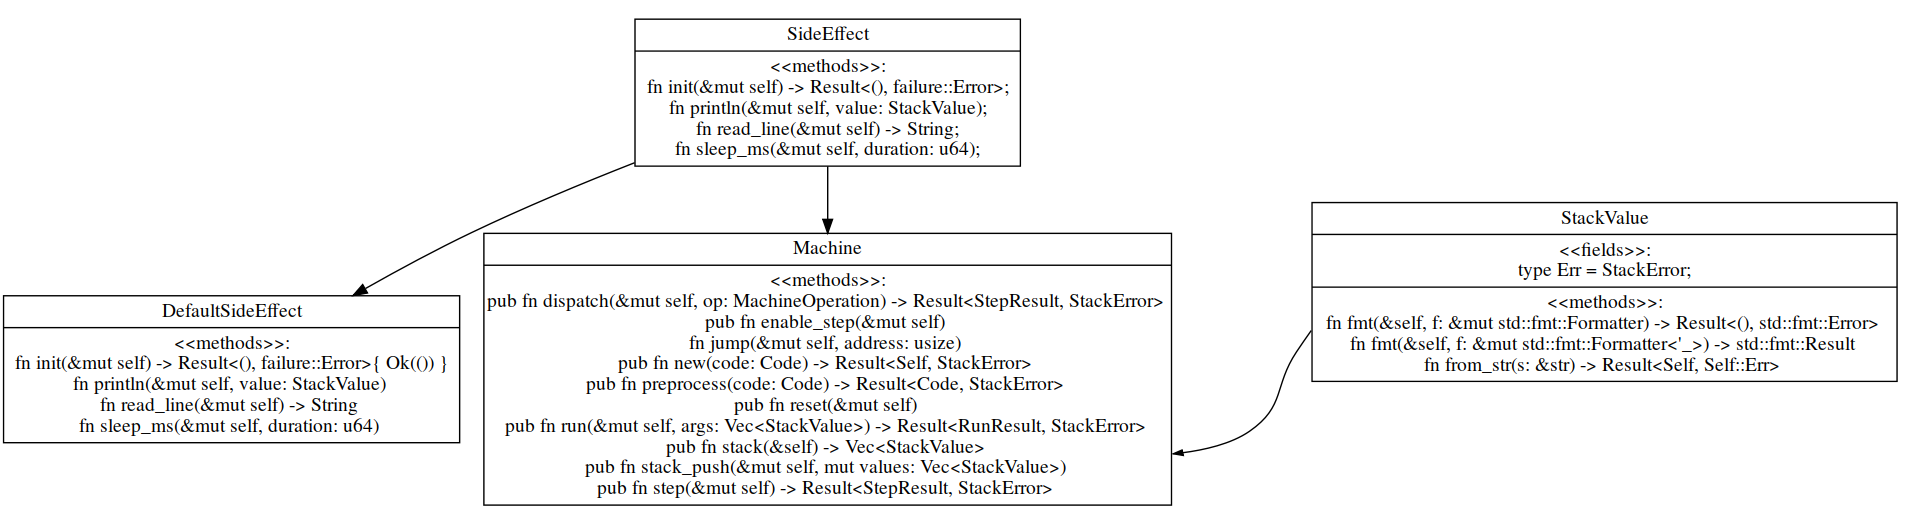 SideEffect
<<methods>>:
fn init(&mut self) -> Result<(), failure::Error>;
fn println(&mut self, value: StackValue);
fn read_line(&mut self) -> String;
fn sleep_ms(&mut self, duration: u64);
DefaultSideEffect
<<methods>>:
fn init(&mut self) -> Result<(), failure::Error>{ Ok(()) }
fn println(&mut self, value: StackValue)
fn read_line(&mut self) -> String
fn sleep_ms(&mut self, duration: u64)
Machine
<<methods>>:
pub fn dispatch(&mut self, op: MachineOperation) -> Result<StepResult, StackError>
pub fn enable_step(&mut self)
fn jump(&mut self, address: usize)
pub fn new(code: Code) -> Result<Self, StackError>
pub fn preprocess(code: Code) -> Result<Code, StackError>
pub fn reset(&mut self)
pub fn run(&mut self, args: Vec<StackValue>) -> Result<RunResult, StackError>
pub fn stack(&self) -> Vec<StackValue>
pub fn stack_push(&mut self, mut values: Vec<StackValue>)
pub fn step(&mut self) -> Result<StepResult, StackError>
StackValue
<<fields>>:
type Err = StackError;
<<methods>>:
fn fmt(&self, f: &mut std::fmt::Formatter) -> Result<(), std::fmt::Error>
fn fmt(&self, f: &mut std::fmt::Formatter<'_>) -> std::fmt::Result
fn from_str(s: &str) -> Result<Self, Self::Err>